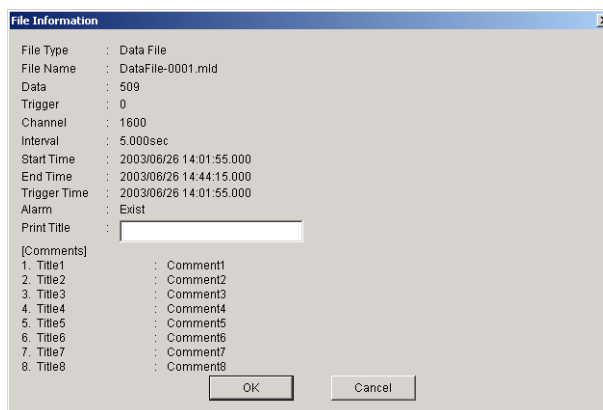 File Information
File Type : Data File
File Name : DataFile-0001.mld
Data : 509
Trigger : 0
Channel : 1600
Interval : 5.000sec
Start Time : 2003/06/26 14:01:55.000
End Time : 2003/06/26 14:44:15.000
Trigger Time : 2003/06/26 14:01:55.000
Alarm : Exist
Print Title :
[Comments]
1. Title1 : Comment1
2. Title2 : Comment2
3. Title3 : Comment3
4. Title4 : Comment4
5. Title5 : Comment5
6. Title6 : Comment6
7. Title7 : Comment7
8. Title8 : Comment8
OK Cancel